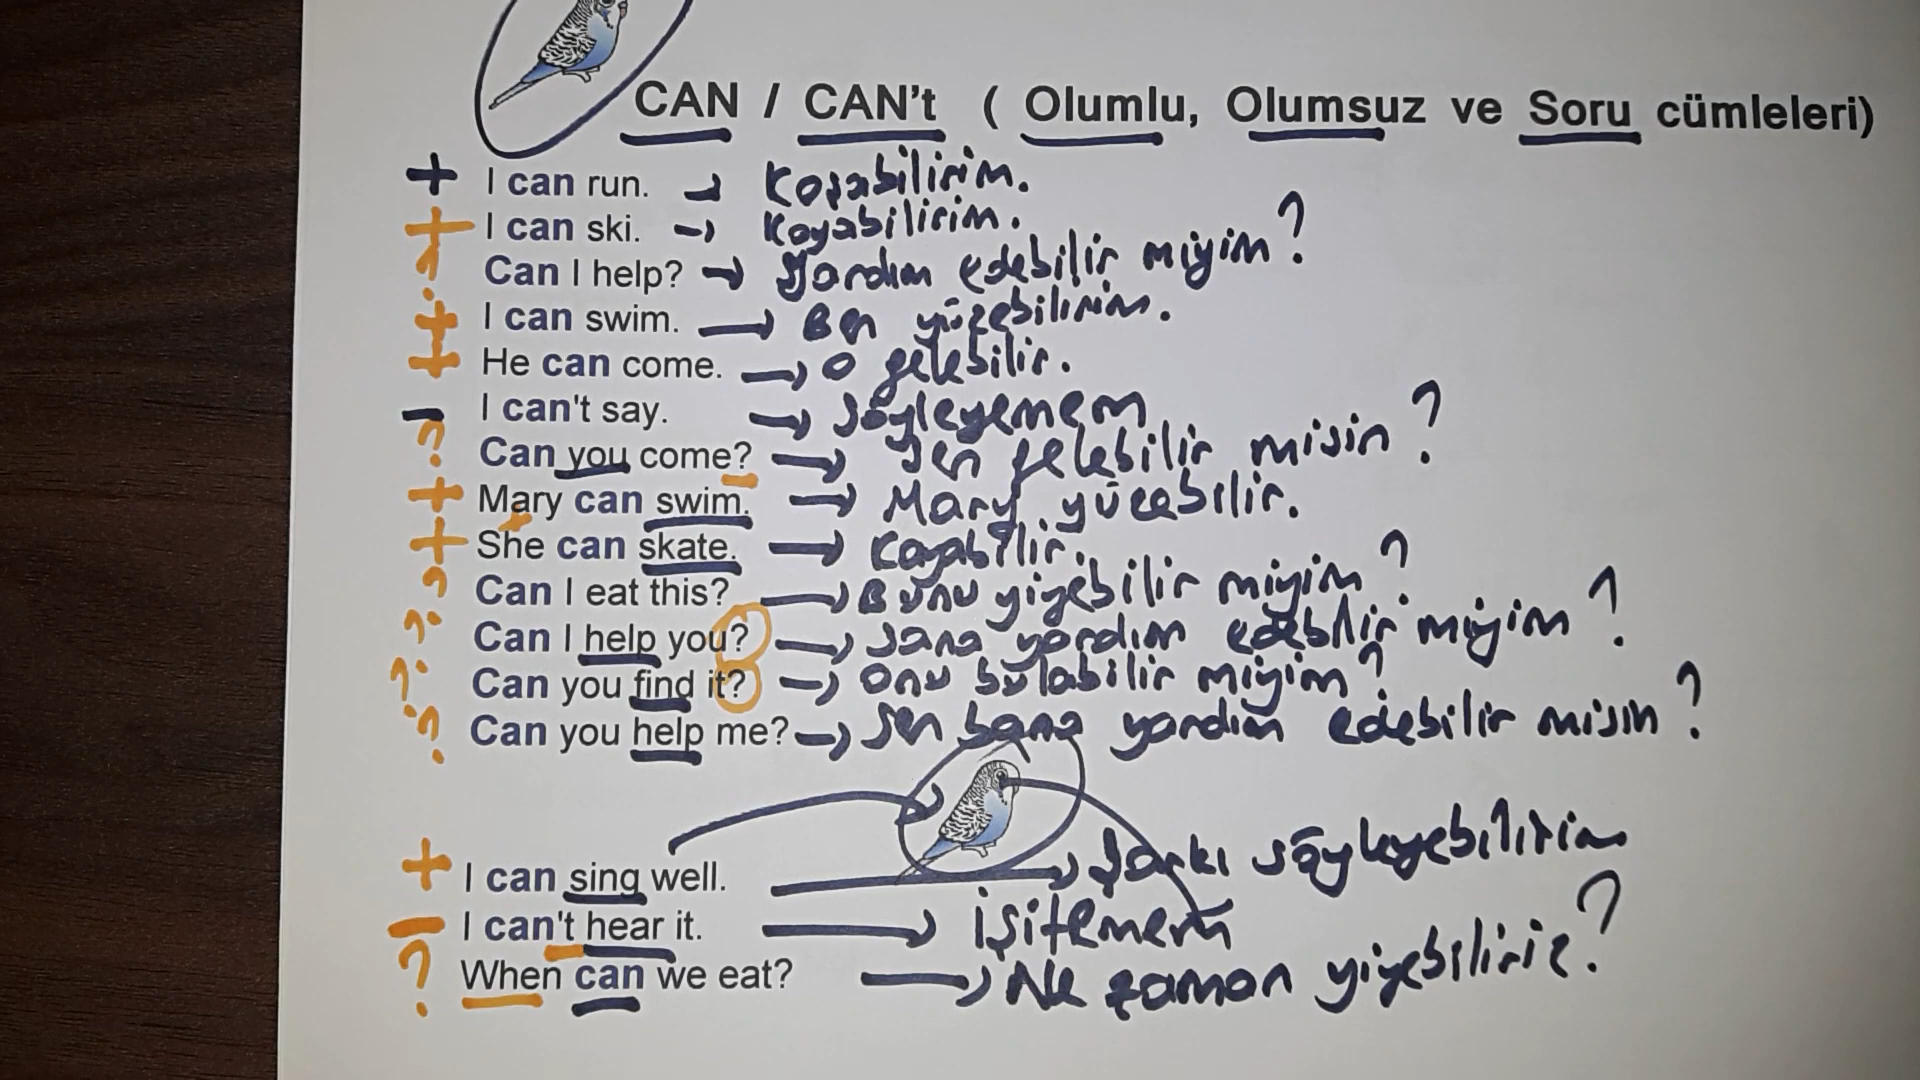 CAN / CAN't ( Olumlu, Olumsuz ve Soru cümleleri)
+ I can run. → Koşabilirim.
+ I can ski. → Kayabilirim.
? Can I help? → Yardım edebilir miyim?
+ I can swim. → Ben yüzebilirim.
+ He can come. → O gelebilir.
- I can't say. → Söyleyemem
? Can you come? → Sen gelebilir misin?
+ Mary can swim. → Mary yüzebilir.
+ She can skate. → Kayabilir.
? Can I eat this? → Bunu yiyebilir miyim?
? Can I help you? → Sana yardım edebilir miyim?
? Can you find it? → Onu bulabilir miyim?
? Can you help me? → Sen bana yardım edebilir misin?
+ I can sing well. → Şarkı söyleyebilirim
- I can't hear it. → İşitemem
? When can we eat? → Ne zaman yiyebiliriz?